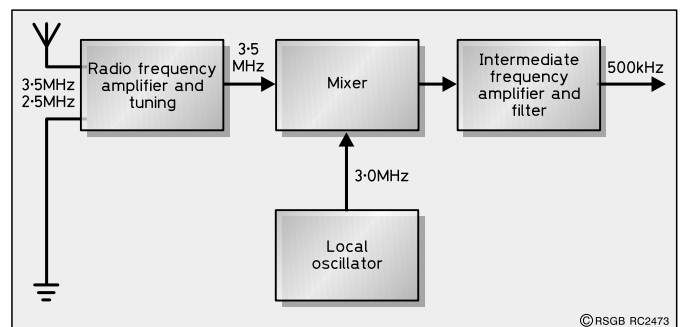 3·5MHz
2·5MHz
Radio frequency
amplifier and
tuning
3·5
MHz
Mixer
Intermediate
frequency
amplifier and
filter
500kHz
3·0MHz
Local
oscillator
© RSGB RC2473